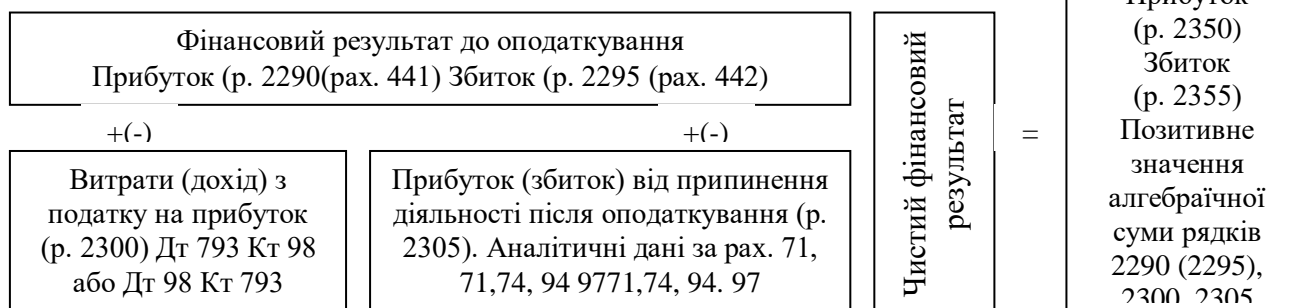 Фінансовий результат до оподаткування
Прибуток (р. 2290(рах. 441) Збиток (р. 2295 (рах. 442)
+(-)
+(-)
Витрати (дохід) з
податку на прибуток
(р. 2300) Дт 793 Кт 98
або Дт 98 Кт 793
Прибуток (збиток) від припинення
діяльності після оподаткування (р.
2305). Аналітичні дані за рах. 71,
71,74, 94 9771,74, 94. 97
Чистий фінансовий
результат
=
Прибуток
(р. 2350)
Збиток
(р. 2355)
Позитивне
значення
алгебраїчної
суми рядків
2290 (2295),
2300, 2305